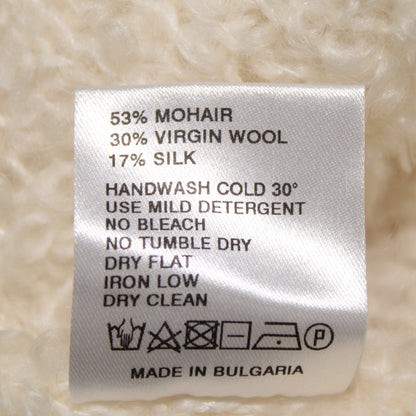 53% MOHAIR
30% VIRGIN WOOL
17% SILK
HANDWASH COLD 30°
USE MILD DETERGENT
NO BLEACH
NO TUMBLE DRY
DRY FLAT
IRON LOW
DRY CLEAN
P
MADE IN BULGARIA